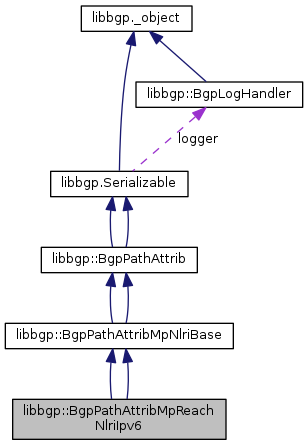 libbgp._object
libbgp::BgpLogHandler
logger
libbgp.Serializable
libbgp::BgpPathAttrib
libbgp::BgpPathAttribMpNlriBase
libbgp::BgpPathAttribMpReach
NlriIpv6